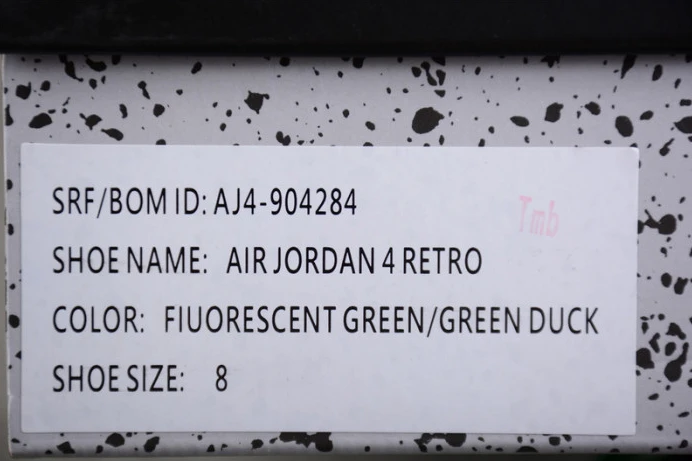 SRF/BOM ID: AJ4-904284
Tmb
SHOE NAME: AIR JORDAN 4 RETRO
COLOR: FIUORESCENT GREEN/GREEN DUCK
SHOE SIZE: 8